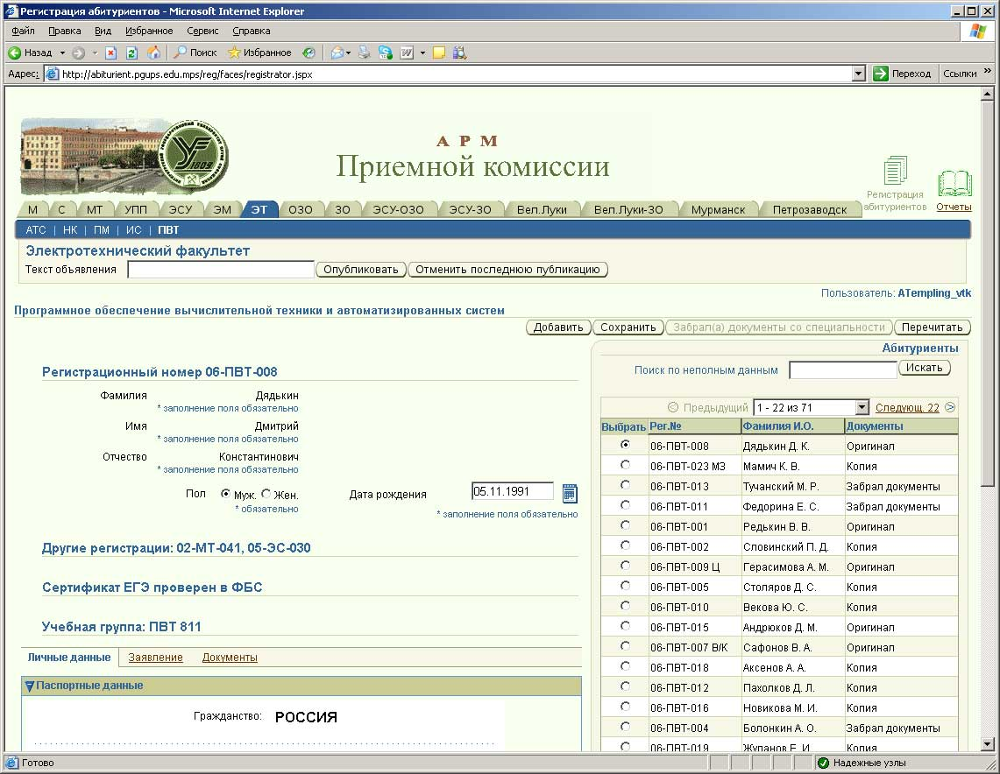 Регистрация абитуриентов - Microsoft Internet Explorer
Файл Правка Вид Избранное Сервис Справка
Назад Поиск Избранное
Адрес: http://abiturient.pgups.edu.mps/reg/faces/registrator.jspx Переход Ссылки »
1809
АРМ
Приемной комиссии
Регистрация абитуриентов
Отчеты
М С МТ УПП ЭСУ ЭМ ЭТ ОЗО ЗО ЭСУ-ОЗО ЭСУ-ЗО Вел.Луки Вел.Луки-ЗО Мурманск Петрозаводск
АТС | НК | ПМ | ИС | ПВТ
Электротехнический факультет
Текст объявления Опубликовать Отменить последнюю публикацию
Пользователь: ATempling_vtk
Программное обеспечение вычислительной техники и автоматизированных систем
Добавить Сохранить Забрал(а) документы со специальности Перечитать
Регистрационный номер 06-ПВТ-008
Фамилия Дядькин
* заполнение поля обязательно
Имя Дмитрий
* заполнение поля обязательно
Отчество Константинович
* заполнение поля обязательно
Пол Муж. Жен. Дата рождения 05.11.1991
* обязательно * заполнение поля обязательно
Другие регистрации: 02-МТ-041, 05-ЭС-030
Сертификат ЕГЭ проверен в ФБС
Учебная группа: ПВТ 811
Личные данные Заявление Документы
Паспортные данные
Гражданство: РОССИЯ
Абитуриенты
Поиск по неполным данным Искать
Предыдущий 1 - 22 из 71 Следующ. 22
Выбрать Рег.№ Фамилия И.О. Документы
06-ПВТ-008 Дядькин Д. К. Оригинал
06-ПВТ-023 МЭ Мамич К. В. Копия
06-ПВТ-013 Тучанский М. Р. Забрал документы
06-ПВТ-011 Федорина Е. С. Забрал документы
06-ПВТ-001 Редькин В. В. Оригинал
06-ПВТ-002 Словинский П. Д. Копия
06-ПВТ-009 Ц Герасимова А. М. Оригинал
06-ПВТ-005 Столяров Д. С. Копия
06-ПВТ-010 Векова Ю. С. Копия
06-ПВТ-015 Андрюков Д. М. Оригинал
06-ПВТ-007 В/К Сафонов В. А. Оригинал
06-ПВТ-018 Аксенов А. А. Копия
06-ПВТ-012 Пахолков Д. Л. Копия
06-ПВТ-016 Новикова М. И. Копия
06-ПВТ-004 Болонкин А. О. Забрал документы
06-ПВТ-019 Жупанов Е. И. Копия
Готово Надежные узлы